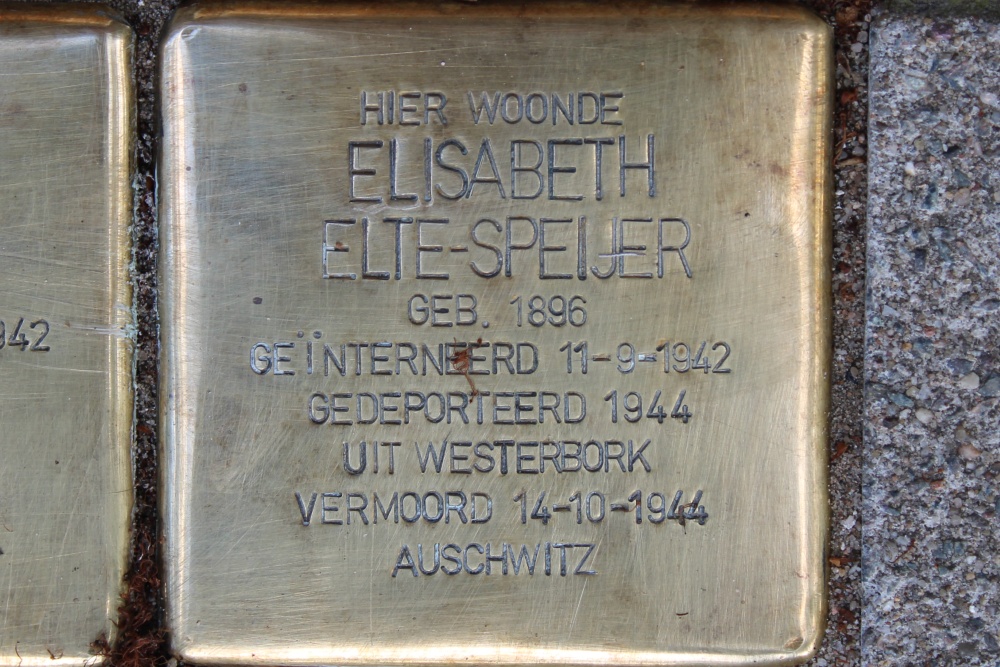 HIER WOONDE
ELISABETH
ELTE-SPEIJER
GEB. 1896
GEÏNTERNEERD 11-9-1942
GEDEPORTEERD 1944
UIT WESTERBORK
VERMOORD 14-10-1944
AUSCHWITZ
942